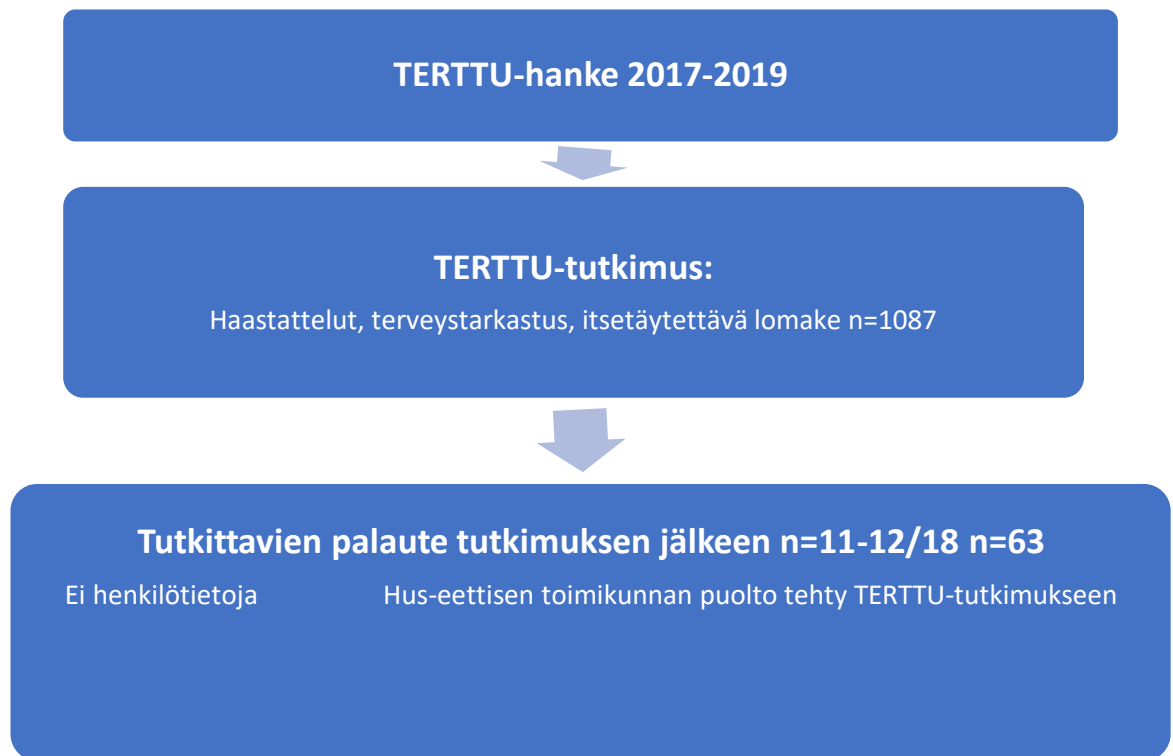 TERTTU-hanke 2017-2019
TERTTU-tutkimus:
Haastattelut, terveystarkastus, itsetäytettävä lomake n=1087
Tutkittavien palaute tutkimuksen jälkeen n=11-12/18 n=63
Ei henkilötietoja Hus-eettisen toimikunnan puolto tehty TERTTU-tutkimukseen